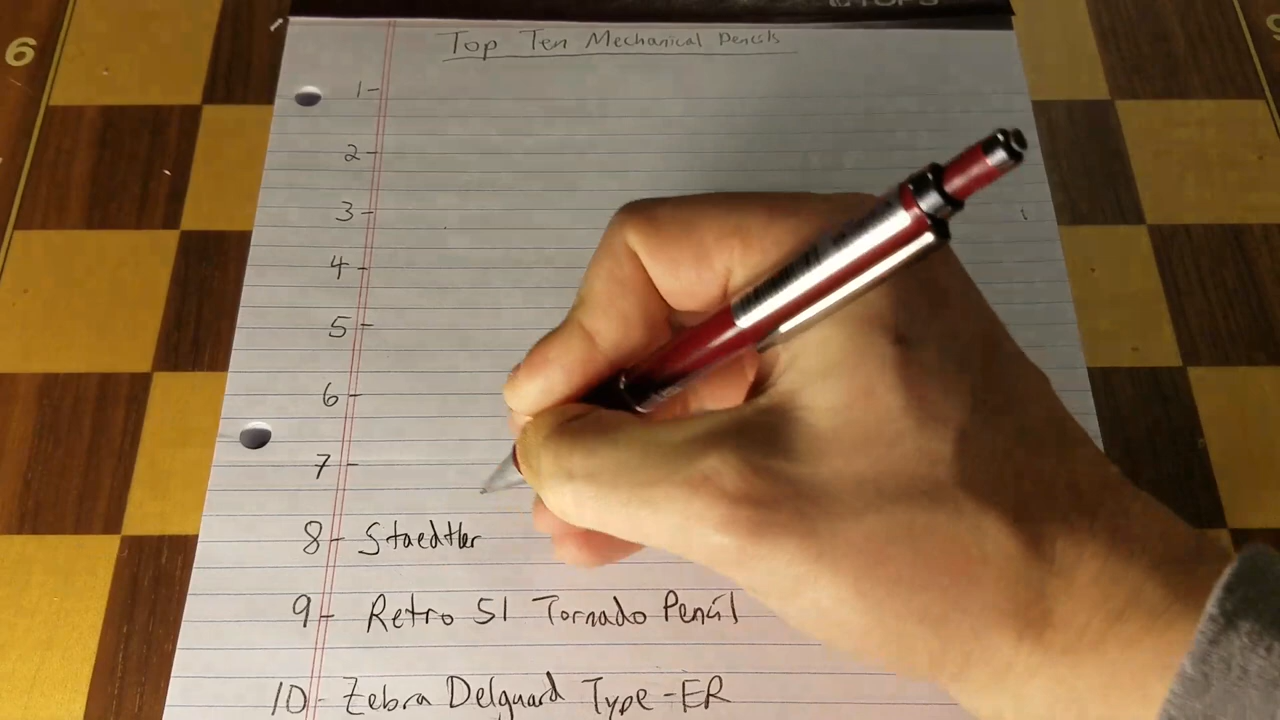 6
Top Ten Mechanical Pencils
1-
2-
3-
4-
5-
6-
7-
8- Staedtler
9- Retro 51 Tornado Pencil
10- Zebra Delguard Type-ER